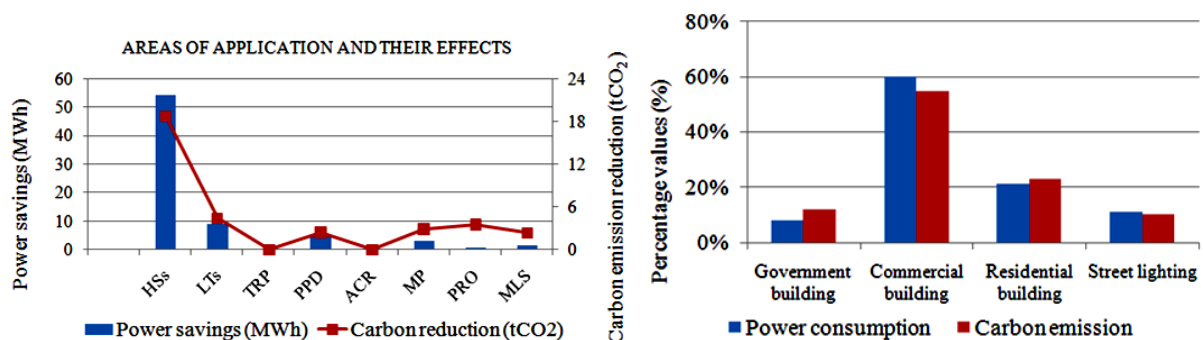 AREAS OF APPLICATION AND THEIR EFFECTS
Power savings (MWh)
60
50
40
30
20
10
0
24
18
12
6
0
Carbon emission reduction (tCO2)
HSs
LTs
TRP
PPD
ACR
MP
PRO
MLS
Power savings (MWh)
Carbon reduction (tCO2)
Percentage values (%)
80%
60%
40%
20%
0%
Government building
Commercial building
Residential building
Street lighting
Power consumption
Carbon emission